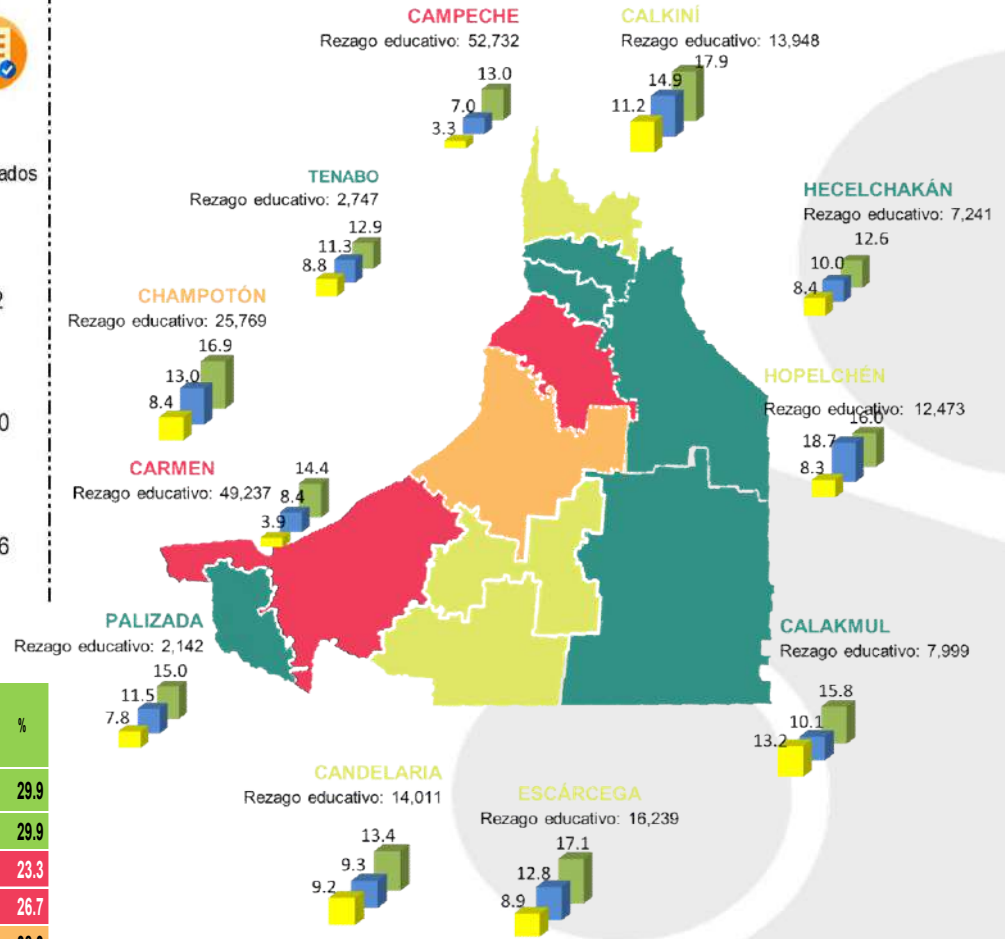 CAMPECHE
Rezago educativo: 52,732
3.3 7.0 13.0
CALKINÍ
Rezago educativo: 13,948
11.2 14.9 17.9
ados
TENABO
Rezago educativo: 2,747
8.8 11.3 12.9
HECELCHAKÁN
Rezago educativo: 7,241
8.4 10.0 12.6
2
CHAMPOTÓN
Rezago educativo: 25,769
8.4 13.0 16.9
HOPELCHÉN
Rezago educativo: 12,473
8.3 18.7 16.0
0
CARMEN
Rezago educativo: 49,237
3.9 8.4 14.4
6
PALIZADA
Rezago educativo: 2,142
7.8 11.5 15.0
CALAKMUL
Rezago educativo: 7,999
13.2 10.1 15.8
%
29.9
29.9
23.3
26.7
CANDELARIA
Rezago educativo: 14,011
9.2 9.3 13.4
ESCÁRCEGA
Rezago educativo: 16,239
8.9 12.8 17.1